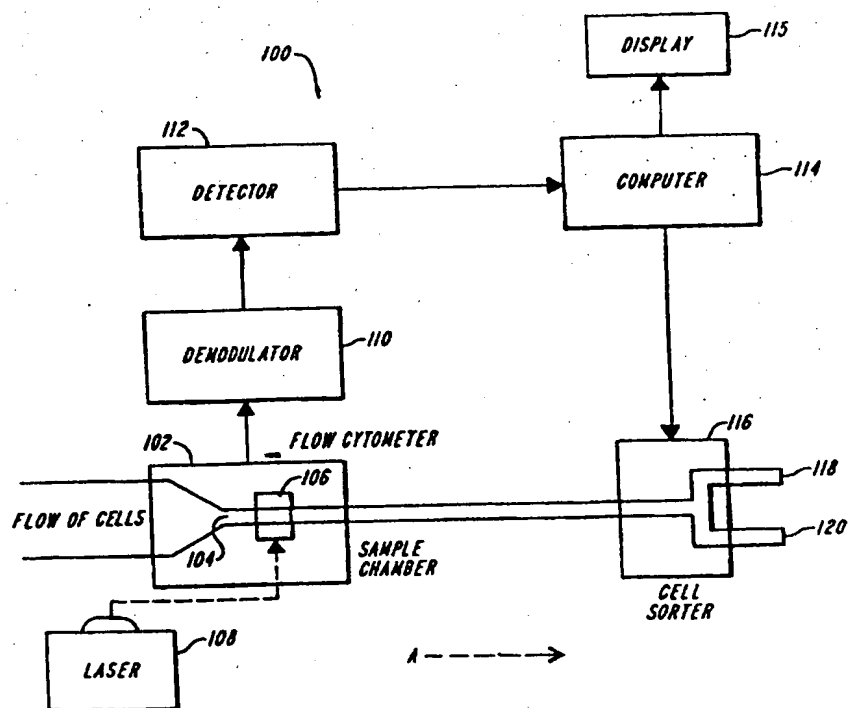 100
DISPLAY
115
112
DETECTOR
COMPUTER
114
DEMODULATOR
110
102
FLOW CYTOMETER
116
106
118
FLOW OF CELLS
104
SAMPLE
CHAMBER
120
CELL
SORTER
108
LASER
A